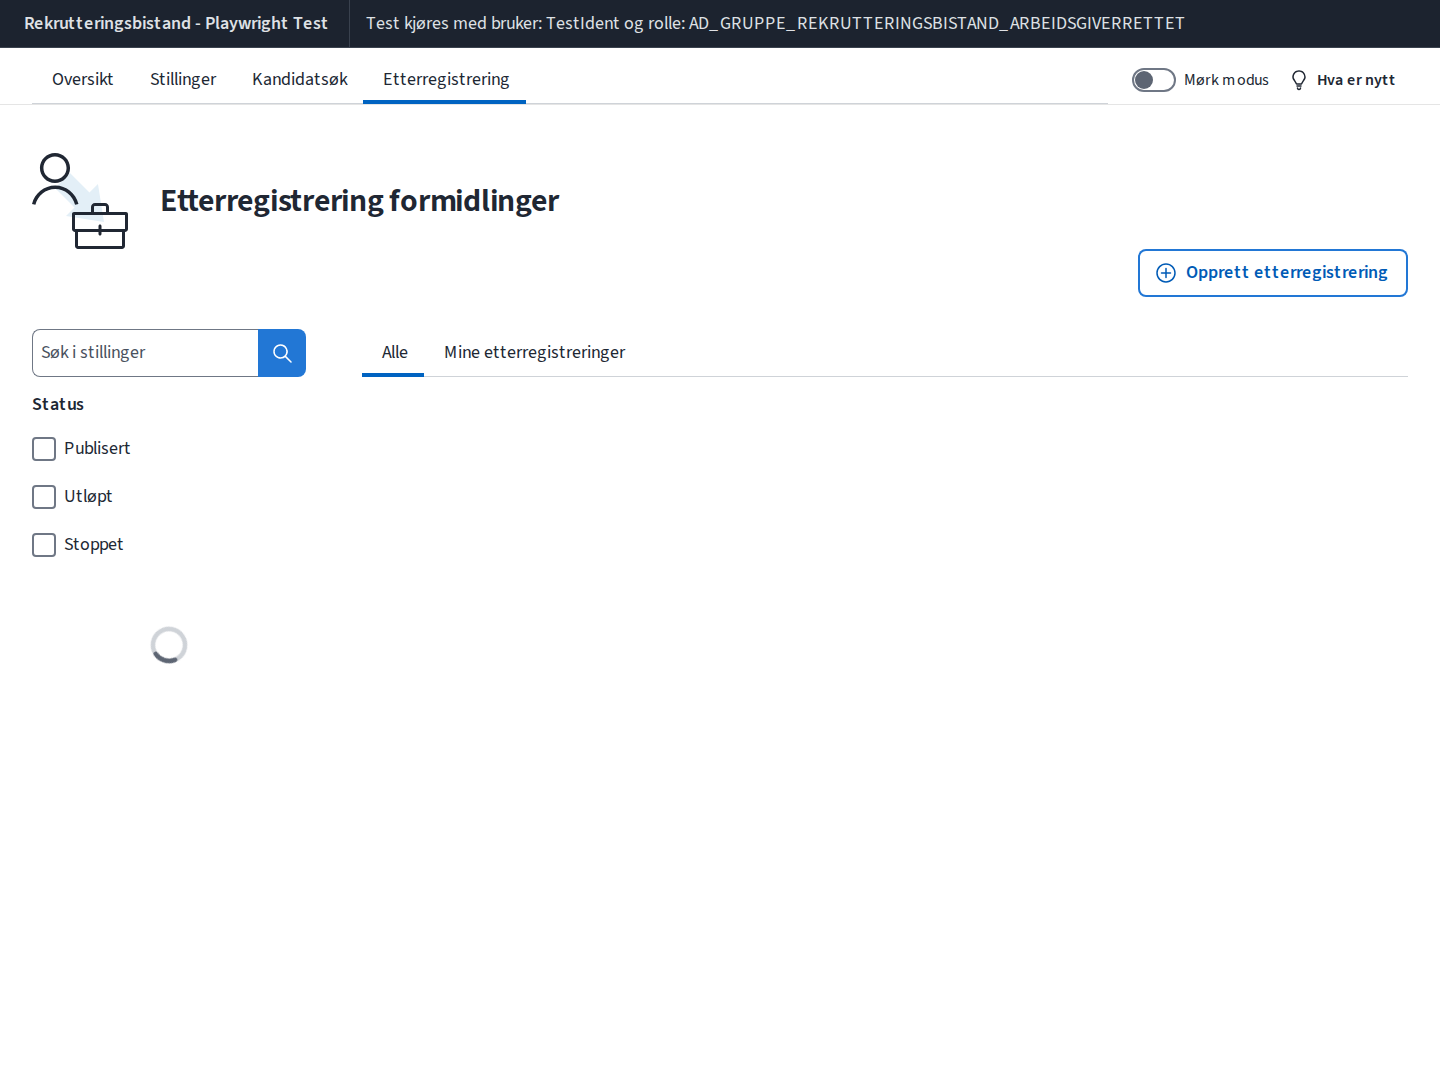 Rekrutteringsbistand - Playwright Test
Test kjøres med bruker: TestIdent og rolle: AD_GRUPPE_REKRUTTERINGSBISTAND_ARBEIDSGIVERRETTET
Oversikt
Stillinger
Kandidatsøk
Etterregistrering
Mørk modus
Hva er nytt
Etterregistrering formidlinger
Opprett etterregistrering
Søk i stillinger
Alle
Mine etterregistreringer
Status
Publisert
Utløpt
Stoppet